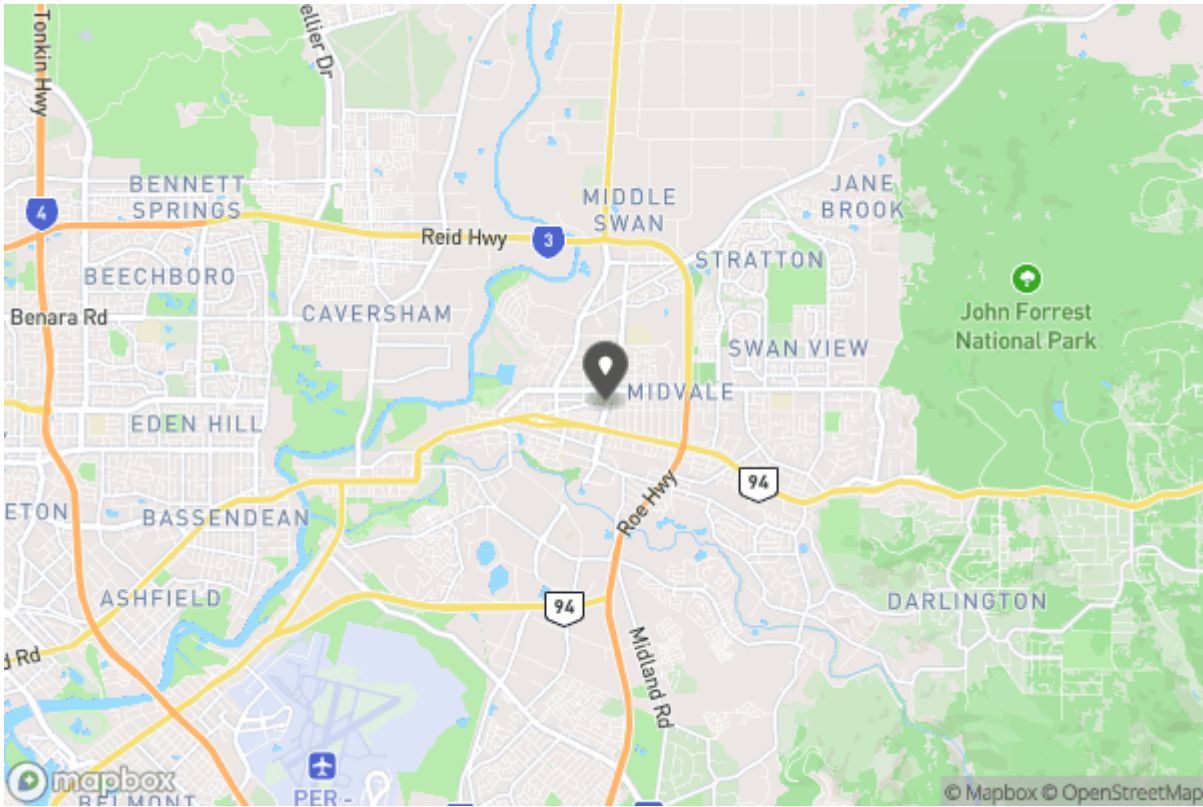 Tonkin Hwy
ellier Dr
BENNETT
SPRINGS
MIDDLE
SWAN
JANE
BROOK
4
Reid Hwy
3
STRATTON
BEECHBORO
CAVERSHAM
Benara Rd
John Forrest
National Park
SWAN VIEW
MIDVALE
EDEN HILL
94
ETON
BASSENDEAN
Roe Hwy
ASHFIELD
94
DARLINGTON
d Rd
Midland Rd
mapbox
BELMONT
PER -
© Mapbox © OpenStreetMap